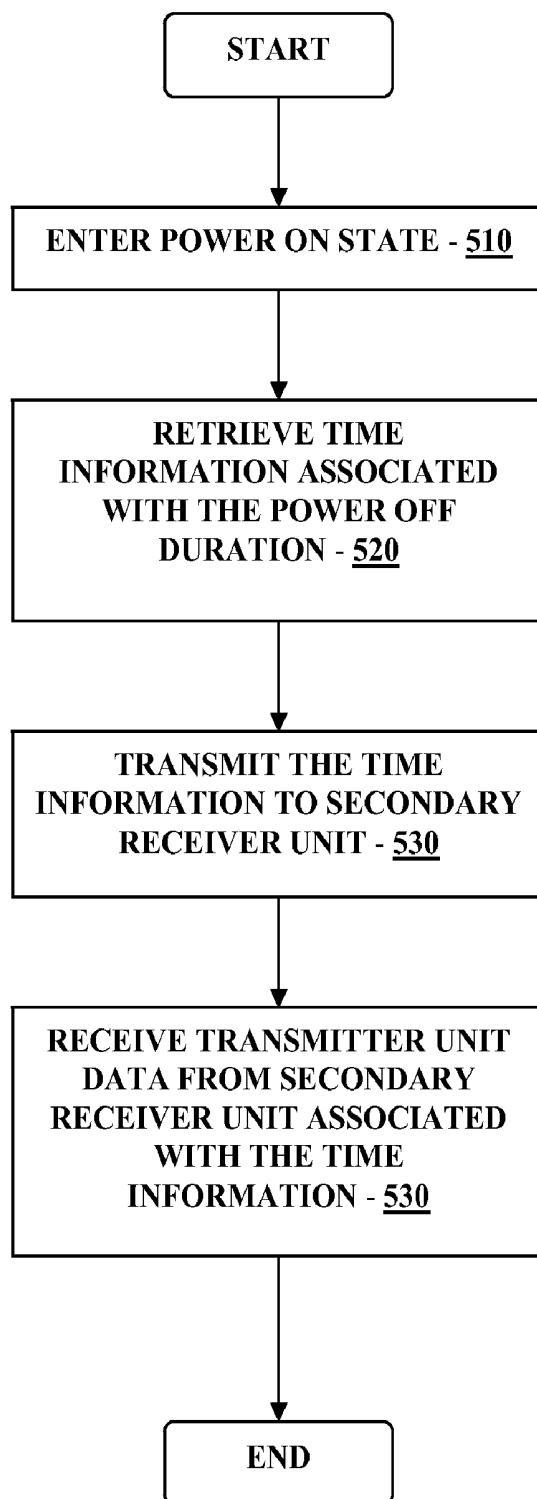 START
ENTER POWER ON STATE - 510
RETRIEVE TIME
INFORMATION ASSOCIATED
WITH THE POWER OFF
DURATION - 520
TRANSMIT THE TIME
INFORMATION TO SECONDARY
RECEIVER UNIT - 530
RECEIVE TRANSMITTER UNIT
DATA FROM SECONDARY
RECEIVER UNIT ASSOCIATED
WITH THE TIME
INFORMATION - 530
END